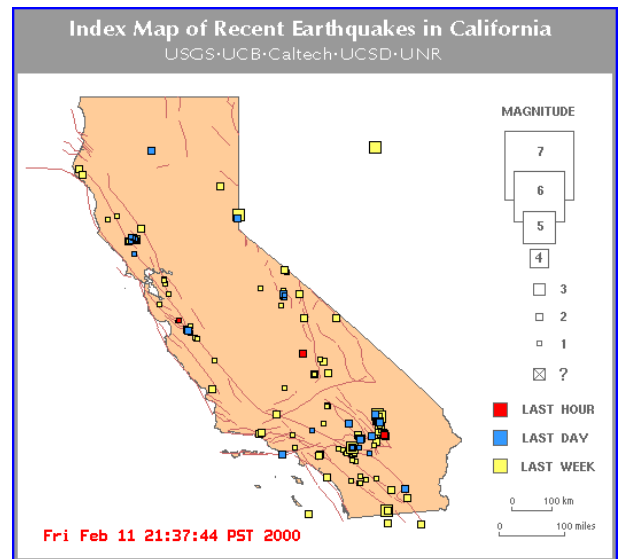 Index Map of Recent Earthquakes in California
USGS·UCB·Caltech·UCSD·UNR
MAGNITUDE
7
6
5
4
3
2
1
?
LAST HOUR
LAST DAY
LAST WEEK
0 100 km
0 100 miles
Fri Feb 11 21:37:44 PST 2000